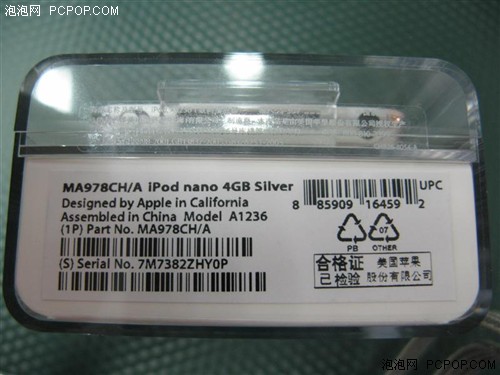 泡泡网 PCPOP.COM
MA978CH/A iPod nano 4GB Silver
Designed by Apple in California
Assembled in China Model A1236
(1P) Part No. MA978CH/A
(S) Serial No. 7M7382ZHY0P
UPC
8 85909 16459 2
PB
07
OTHER
合格证
已检验
美国苹果
股份有限公司
泡泡网 PCPOP.COM